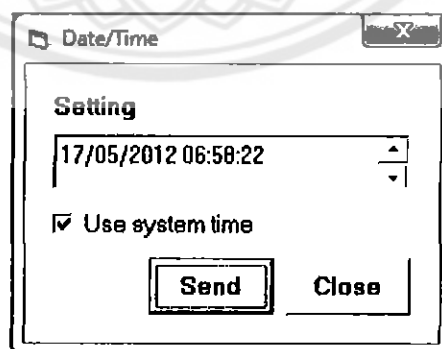 Date/Time
Setting
17/05/2012 06:58:22
Use system time
Send Close